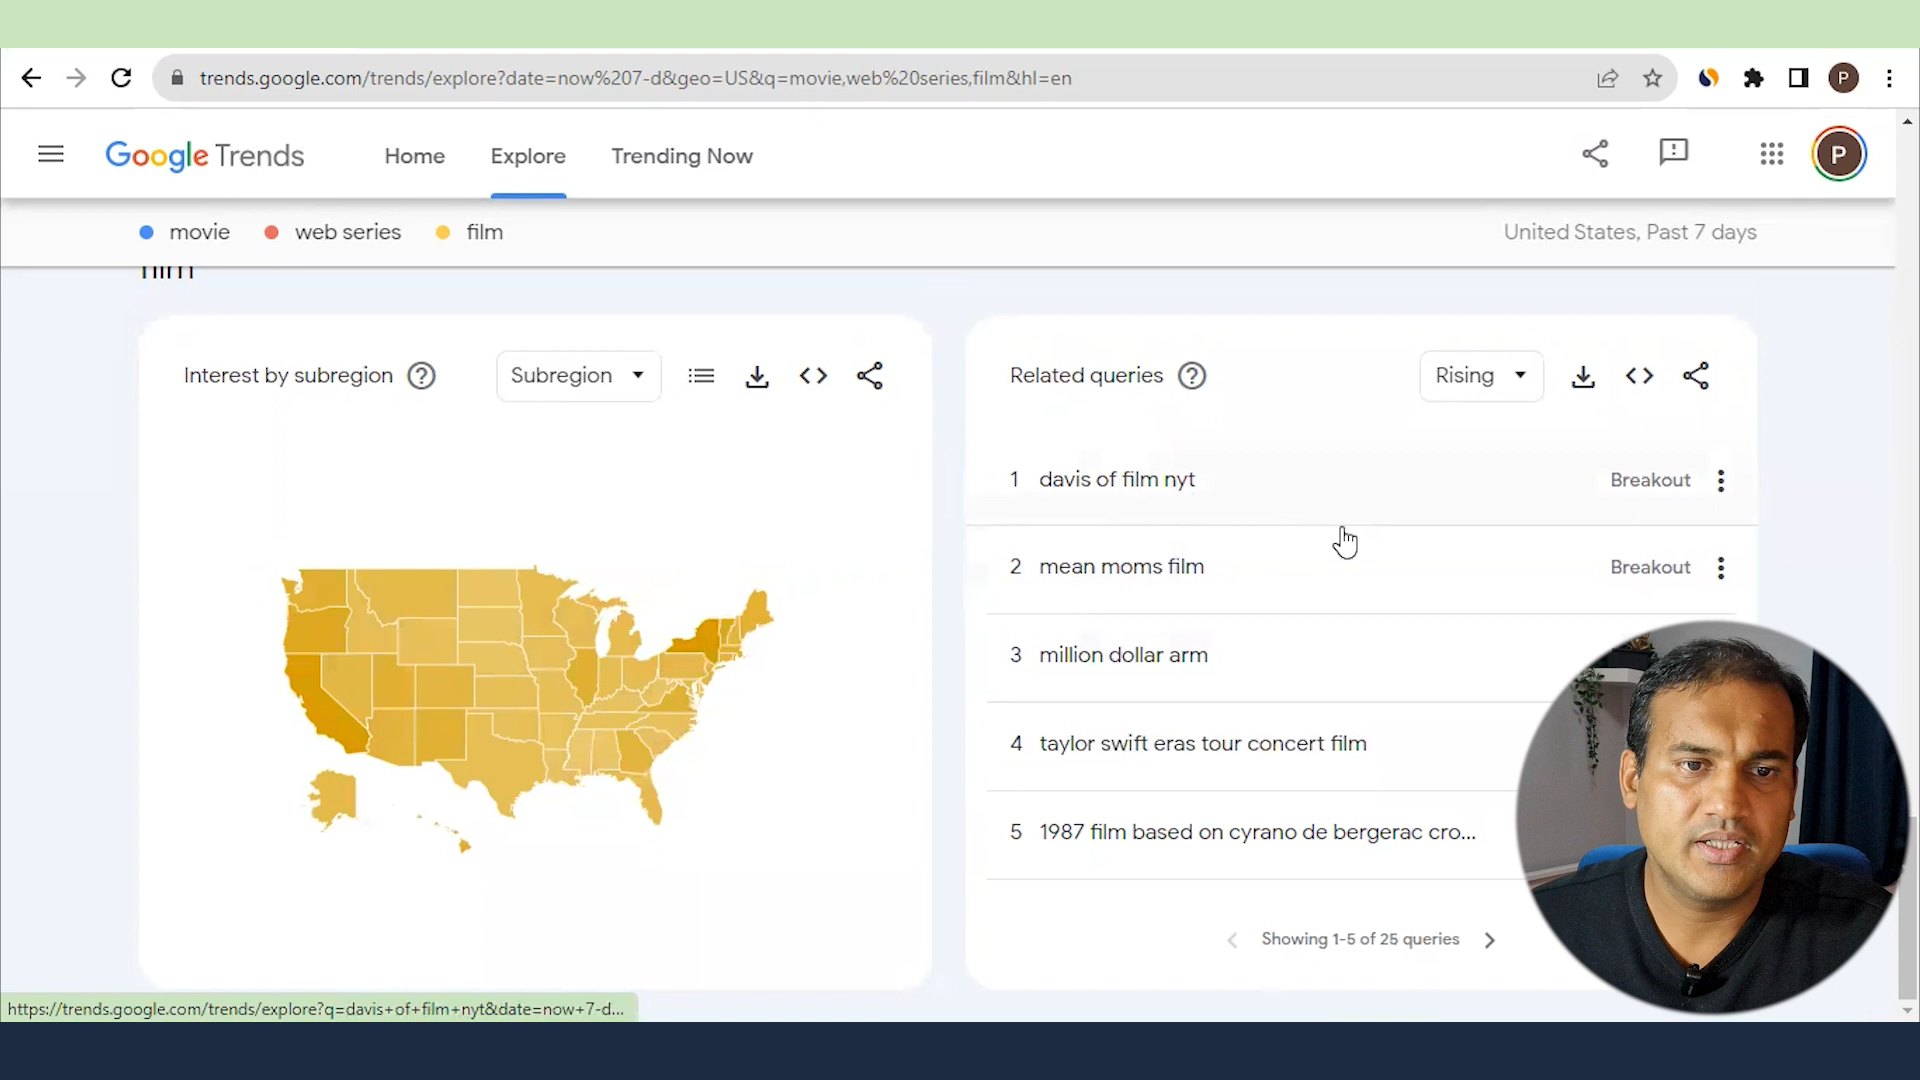 trends.google.com/trends/explore?date=now%207-d&geo=US&q=movie,web%20series,film&hl=en
P
Google Trends
Home
Explore
Trending Now
P
movie
web series
film
United States, Past 7 days
film
Interest by subregion
Subregion
Related queries
Rising
1 davis of film nyt Breakout
2 mean moms film Breakout
3 million dollar arm
4 taylor swift eras tour concert film
5 1987 film based on cyrano de bergerac cro...
Showing 1-5 of 25 queries
https://trends.google.com/trends/explore?q=davis+of+film+nyt&date=now+7-d...